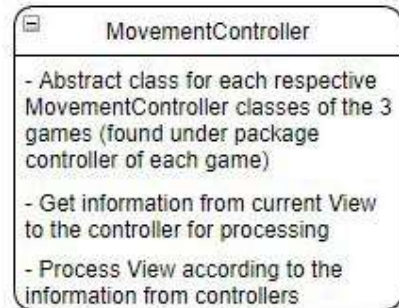 MovementController
- Abstract class for each respective
MovementController classes of the 3
games (found under package
controller of each game)
- Get information from current View
to the controller for processing
- Process View according to the
information from controllers